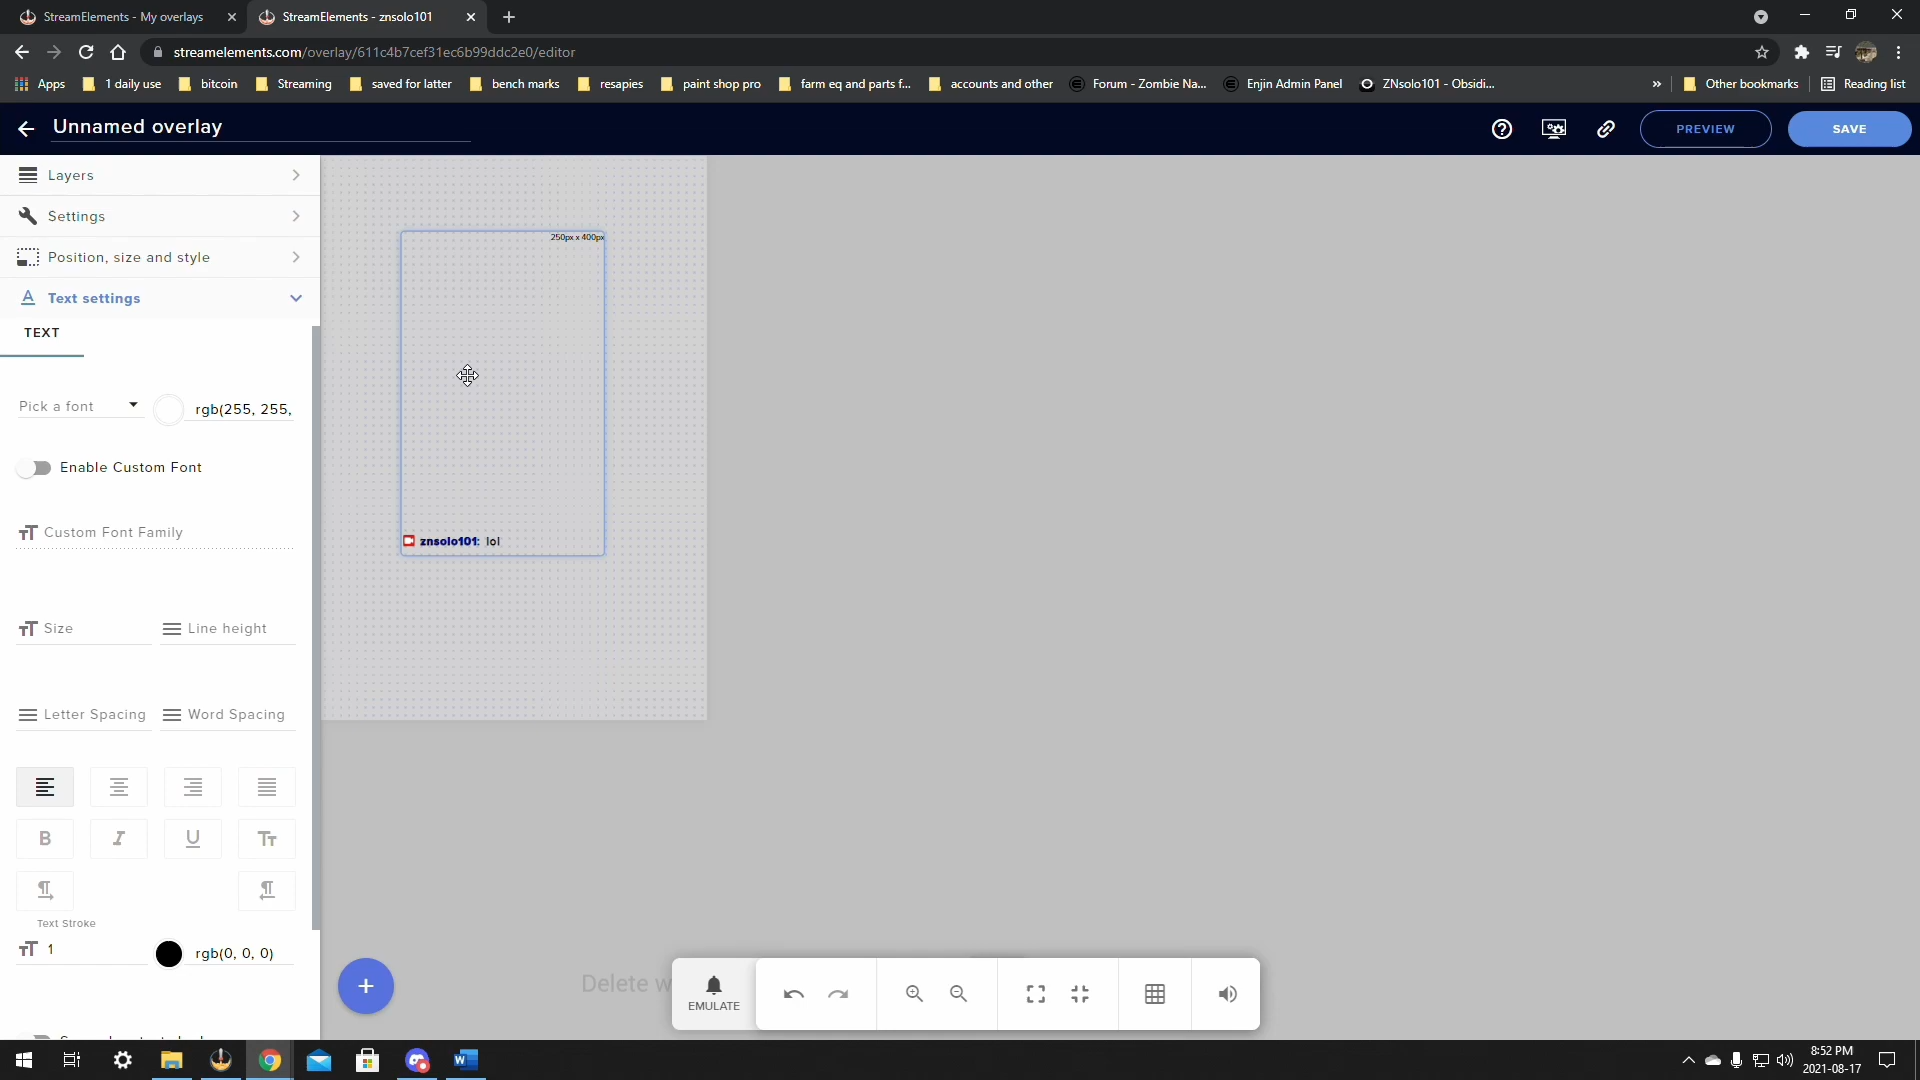 StreamElements - My overlays
StreamElements - znsolo101
streamelements.com/overlay/611c4b7cef31ec6b99ddc2e0/editor
Apps
1 daily use
bitcoin
Streaming
saved for latter
bench marks
resapies
paint shop pro
farm eq and parts f...
accounts and other
Forum - Zombie Na...
Enjin Admin Panel
ZNsolo101 - Obsidi...
»
Other bookmarks
Reading list
Unnamed overlay
PREVIEW
SAVE
Layers
Settings
Position, size and style
Text settings
TEXT
Pick a font
rgb(255, 255,
Enable Custom Font
Custom Font Family
Size
Line height
Letter Spacing
Word Spacing
Text Stroke
1
rgb(0, 0, 0)
250px x 400px
znsolo101: lol
Delete w
EMULATE
8:52 PM
2021-08-17